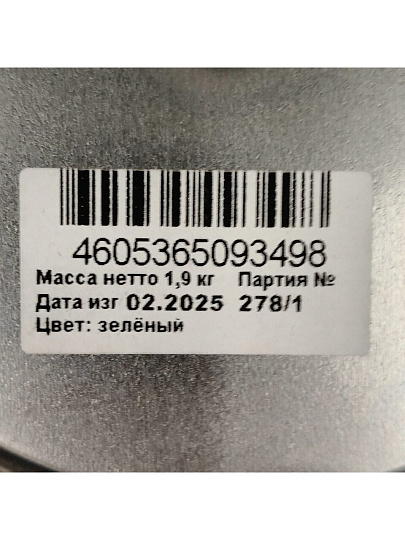 4605365093498
Масса нетто 1,9 кг Партия №
Дата изг 02.2025 278/1
Цвет: зелёный